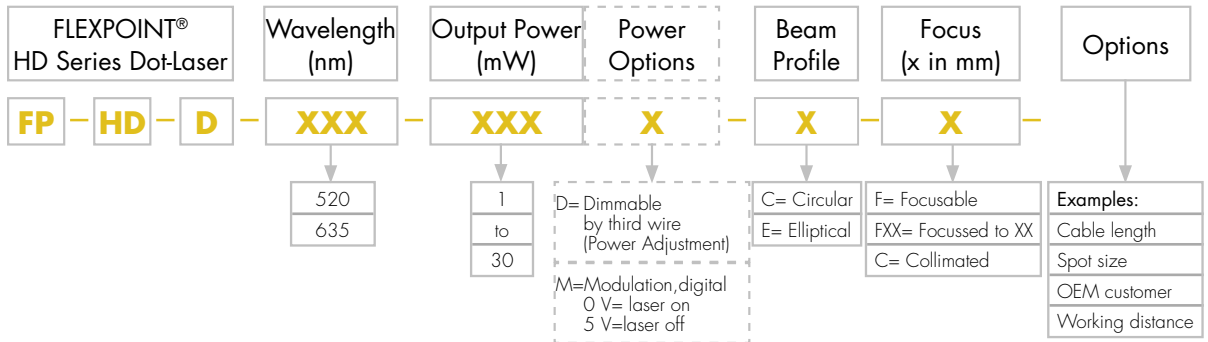 FLEXPOINT®
HD Series Dot-Laser
Wavelength
(nm)
Output Power
(mW)
Power
Options
Beam
Profile
Focus
(x in mm)
Options
FP – HD – D – XXX – XXX X – X – X –
520
635
1
to
30
D= Dimmable
by third wire
(Power Adjustment)
M=Modulation,digital
0 V= laser on
5 V=laser off
C= Circular
E= Elliptical
F= Focusable
FXX= Focussed to XX
C= Collimated
Examples:
Cable length
Spot size
OEM customer
Working distance